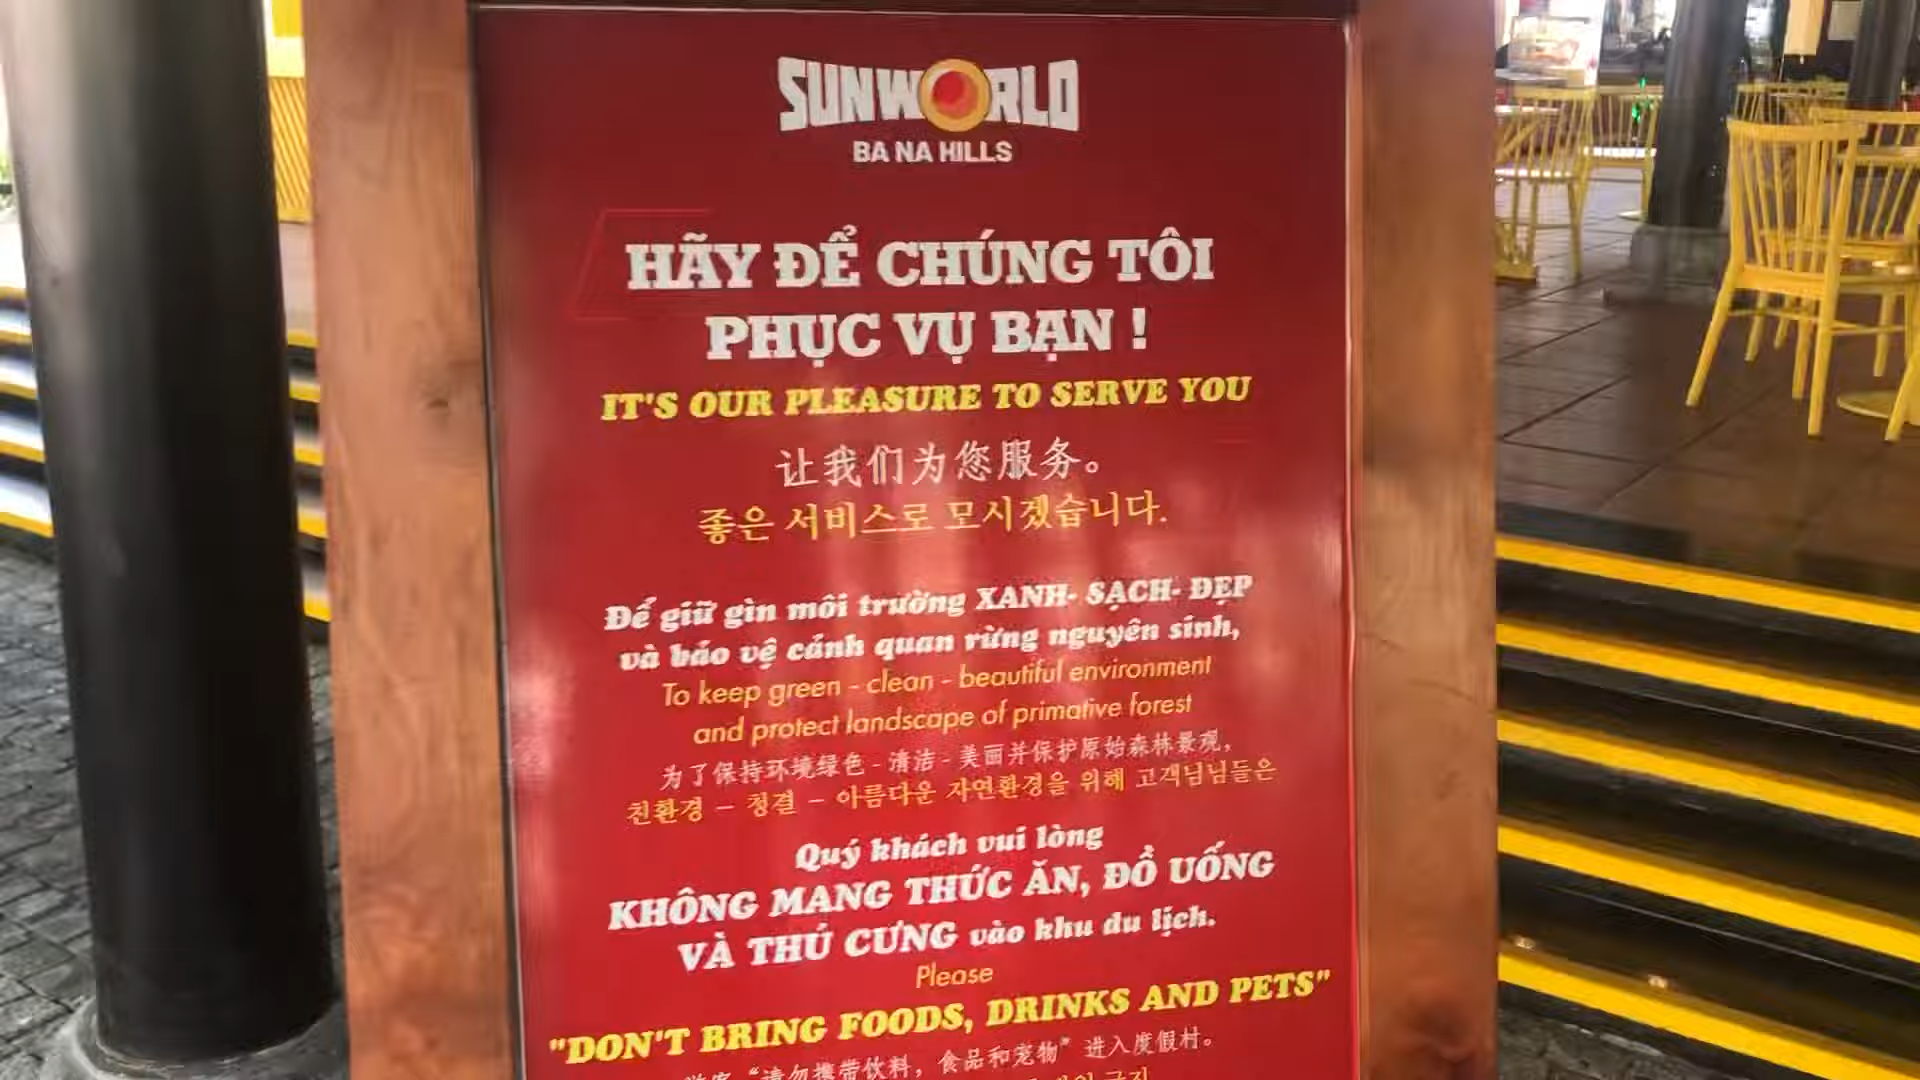 SUNWORLD
BA NA HILLS
HÃY ĐỂ CHÚNG TÔI
PHỤC VỤ BẠN !
IT'S OUR PLEASURE TO SERVE YOU
让我们为您服务。
좋은 서비스로 모시겠습니다.
Để giữ gìn môi trường XANH- SẠCH- ĐẸP
và bảo vệ cảnh quan rừng nguyên sinh,
To keep green - clean - beautiful environment
and protect landscape of primative forest
为了保持环境绿色 - 清洁 - 美丽并保护原始森林景观，
친환경 – 청결 – 아름다운 자연환경을 위해 고객님님들은
Quý khách vui lòng
KHÔNG MANG THỨC ĂN, ĐỒ UỐNG
VÀ THÚ CƯNG vào khu du lịch.
Please
"DON'T BRING FOODS, DRINKS AND PETS"
“请勿携带饮料，食品和宠物” 进入度假村。